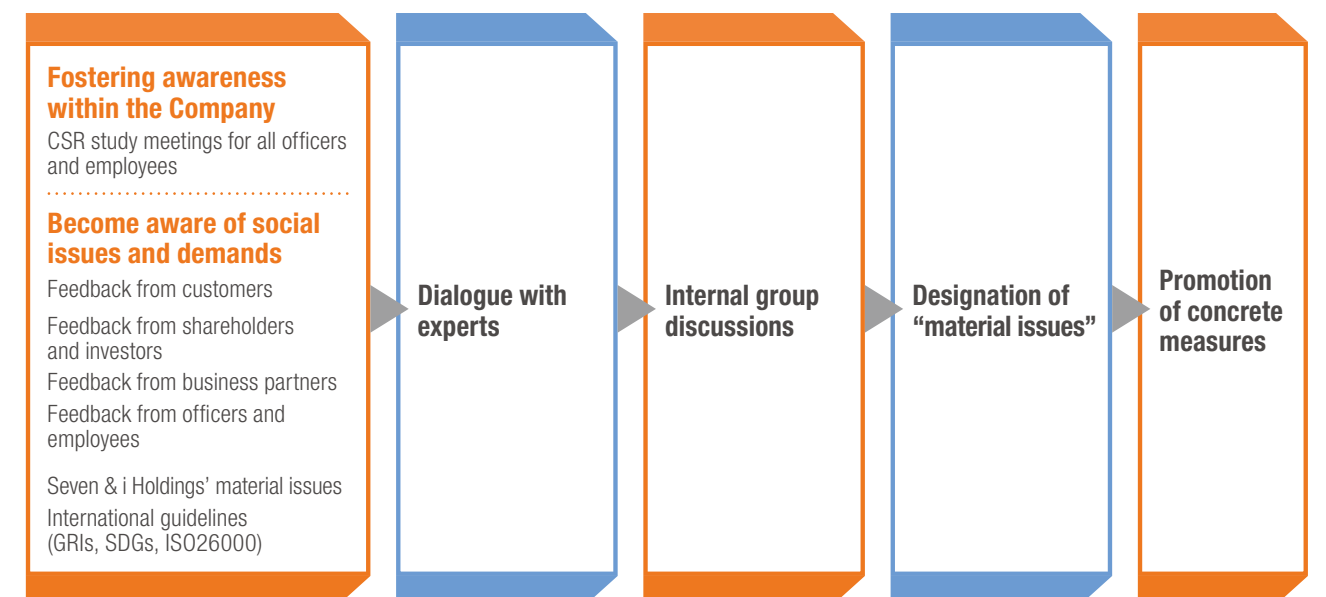 Fostering awareness
within the Company
CSR study meetings for all officers
and employees
Become aware of social
issues and demands
Feedback from customers
Feedback from shareholders
and investors
Feedback from business partners
Feedback from officers and
employees
Seven & i Holdings’ material issues
International guidelines
(GRIs, SDGs, ISO26000)
Dialogue with
experts
Internal group
discussions
Designation of
“material issues”
Promotion
of concrete
measures